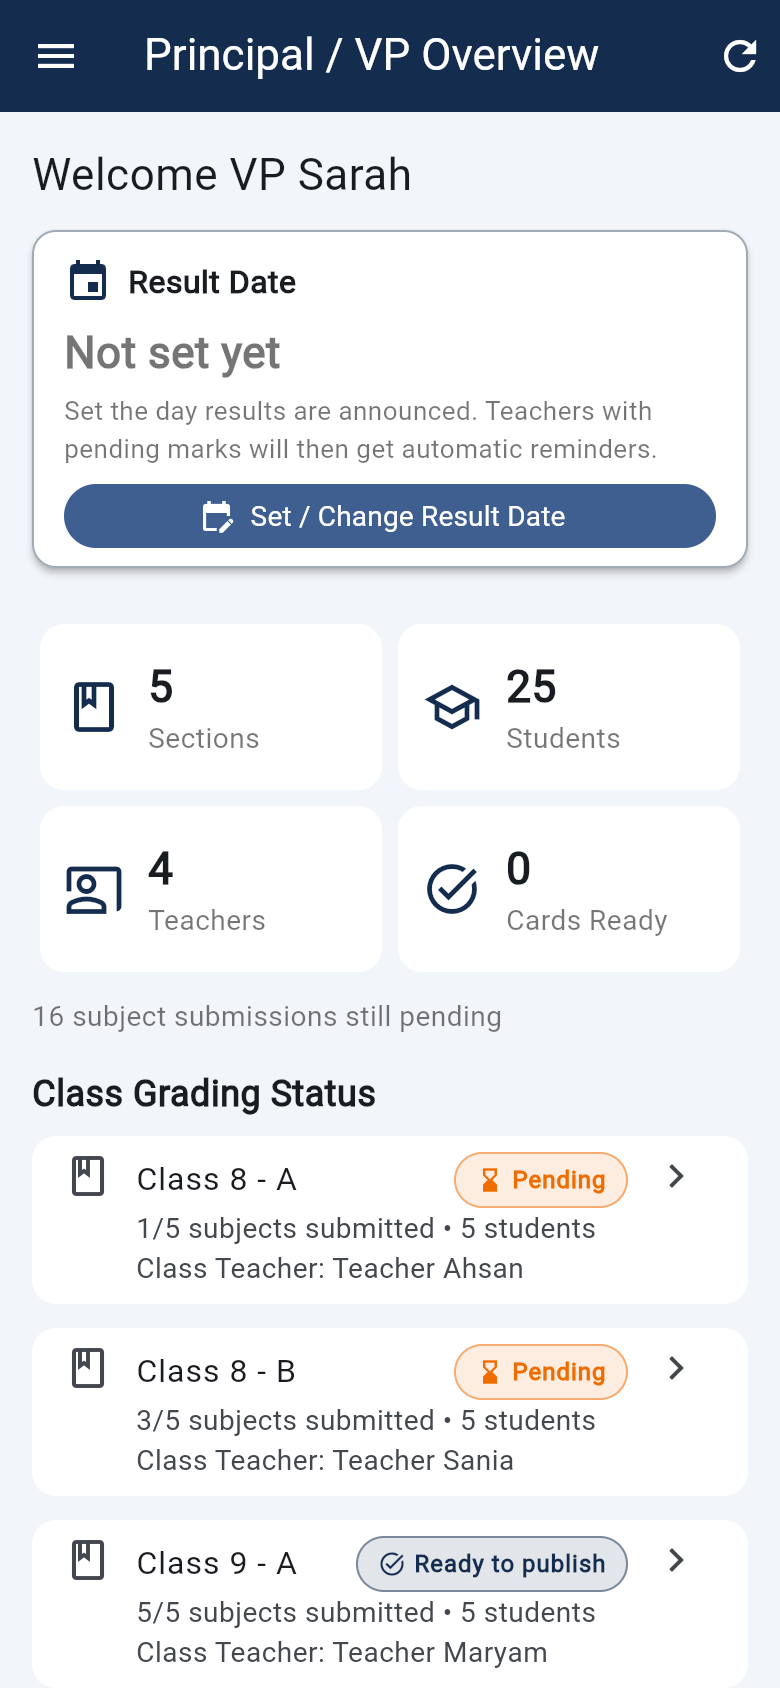 Principal / VP Overview
Welcome VP Sarah
Result Date
Not set yet
Set the day results are announced. Teachers with
pending marks will then get automatic reminders.
Set / Change Result Date
5
Sections
25
Students
4
Teachers
0
Cards Ready
16 subject submissions still pending
Class Grading Status
Class 8 - A
Pending
1/5 subjects submitted • 5 students
Class Teacher: Teacher Ahsan
Class 8 - B
Pending
3/5 subjects submitted • 5 students
Class Teacher: Teacher Sania
Class 9 - A
Ready to publish
5/5 subjects submitted • 5 students
Class Teacher: Teacher Maryam